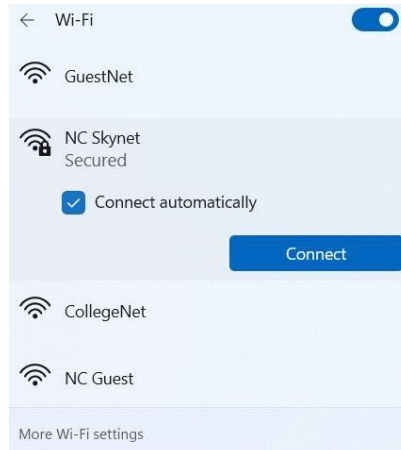 Wi-Fi
GuestNet
NC Skynet
Secured
Connect automatically
Connect
CollegeNet
NC Guest
More Wi-Fi settings